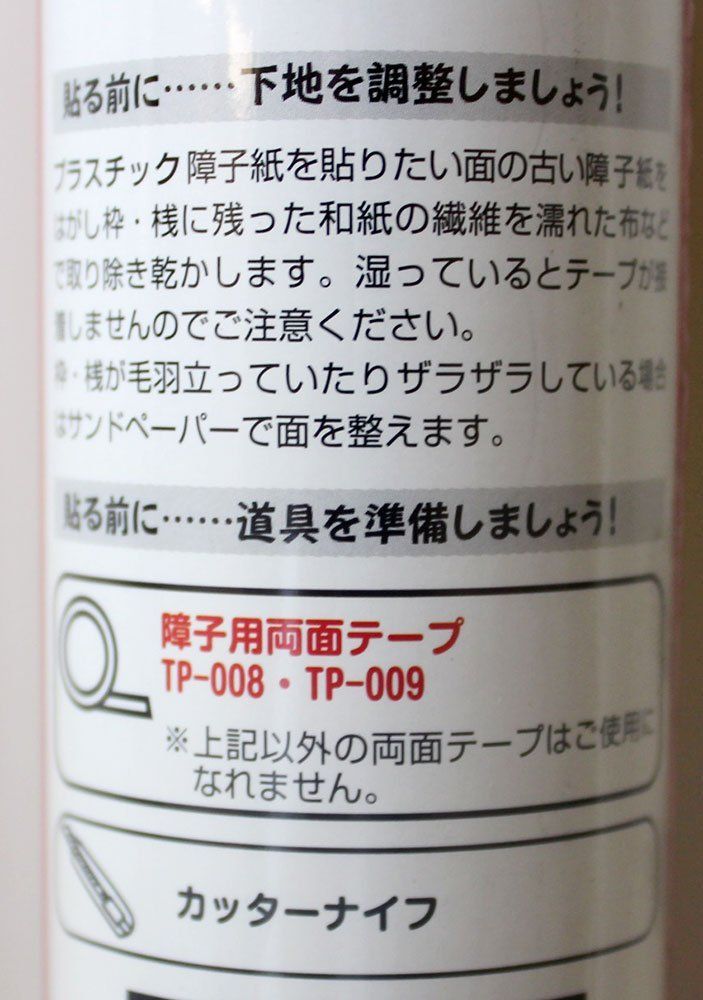 貼る前に……下地を調整しましょう!
プラスチック障子紙を貼りたい面の古い障子紙を
はがし枠・桟に残った和紙の繊維を濡れた布など
で取り除き乾かします。湿っているとテープが接
着しませんのでご注意ください。
枠・桟が毛羽立っていたりザラザラしている場合
はサンドペーパーで面を整えます。
貼る前に……道具を準備しましょう!
障子用両面テープ
TP-008・TP-009
※上記以外の両面テープはご使用に
なれません。
カッターナイフ